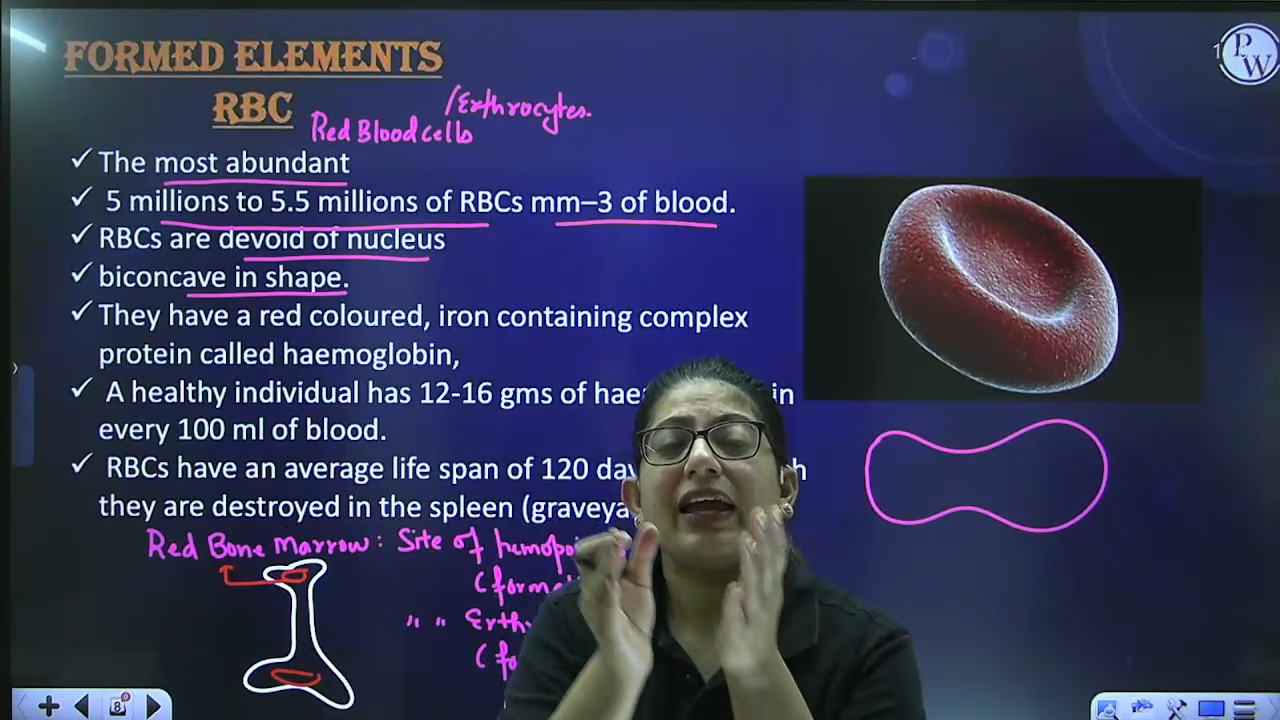 FORMED ELEMENTS
RBC
/Erthrocytes.
Red Blood cells
✓ The most abundant
✓ 5 millions to 5.5 millions of RBCs mm–3 of blood.
✓ RBCs are devoid of nucleus
✓ biconcave in shape.
✓ They have a red coloured, iron containing complex
protein called haemoglobin,
✓ A healthy individual has 12-16 gms of in
every 100 ml of blood.
✓ RBCs have an average life span of 120
they are destroyed in the spleen
Red Bone Marrow: Site of
" "
PW
8